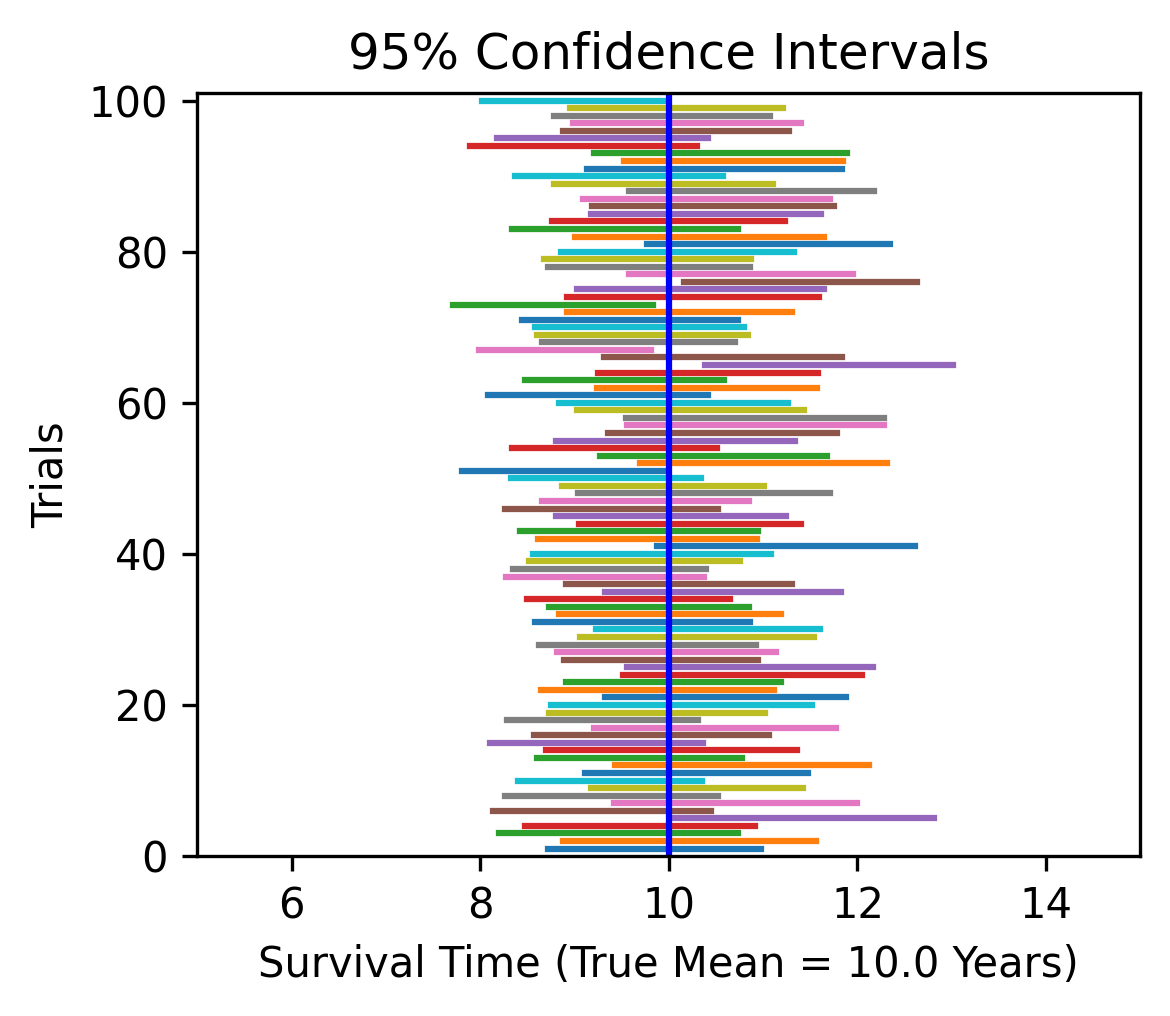 95% Confidence Intervals
100
80
60
40
20
0
Trials
6 8 10 12 14
Survival Time (True Mean = 10.0 Years)